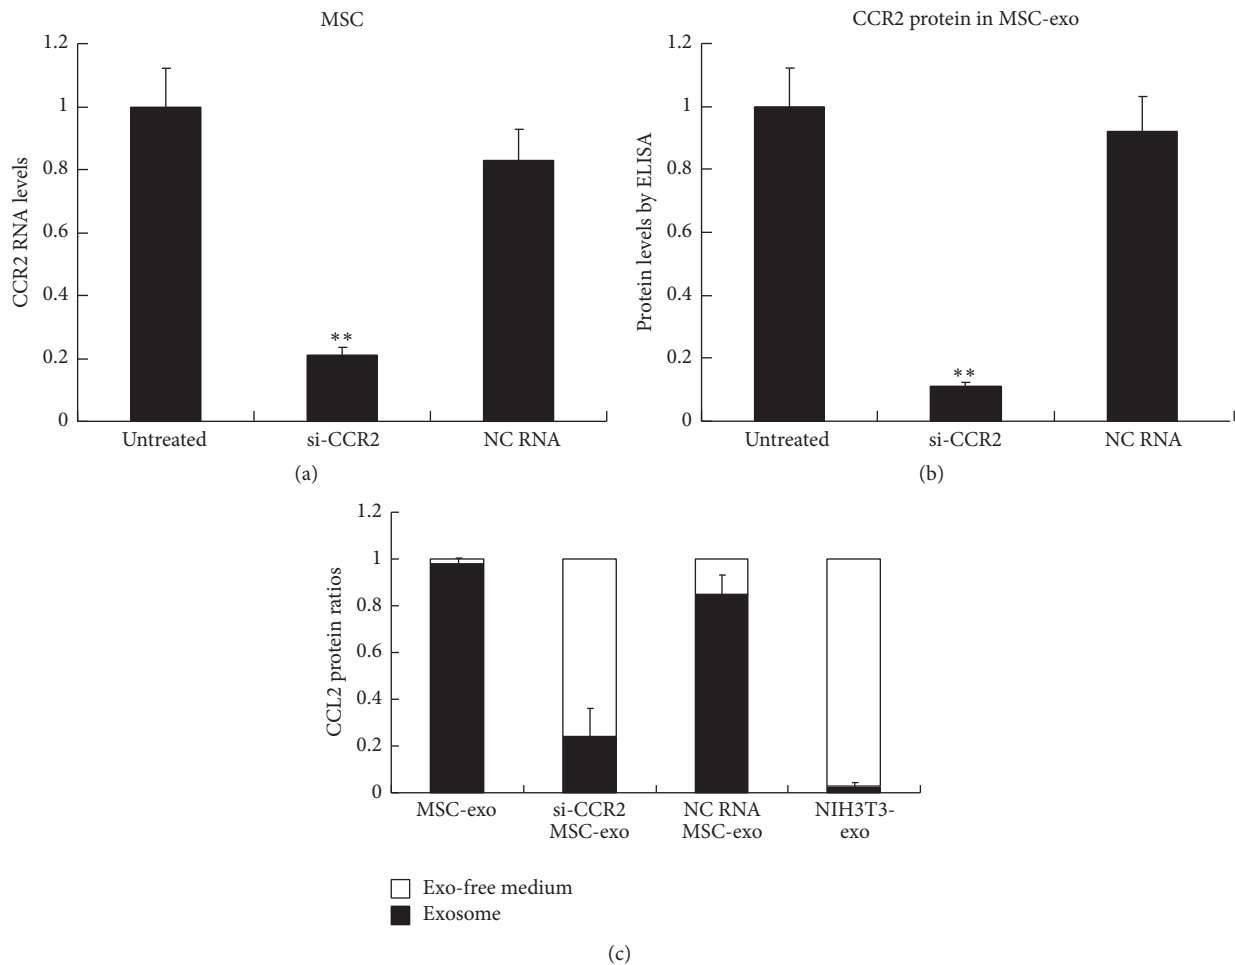 MSC
CCR2 RNA levels
1.2
1
0.8
0.6
0.4
0.2
0
**
Untreated
si-CCR2
NC RNA
(a)
CCR2 protein in MSC-exo
Protein levels by ELISA
1.2
1
0.8
0.6
0.4
0.2
0
**
Untreated
si-CCR2
NC RNA
(b)
CCL2 protein ratios
1.2
1
0.8
0.6
0.4
0.2
0
MSC-exo
si-CCR2
MSC-exo
NC RNA
MSC-exo
NIH3T3-
exo
Exo-free medium
Exosome
(c)